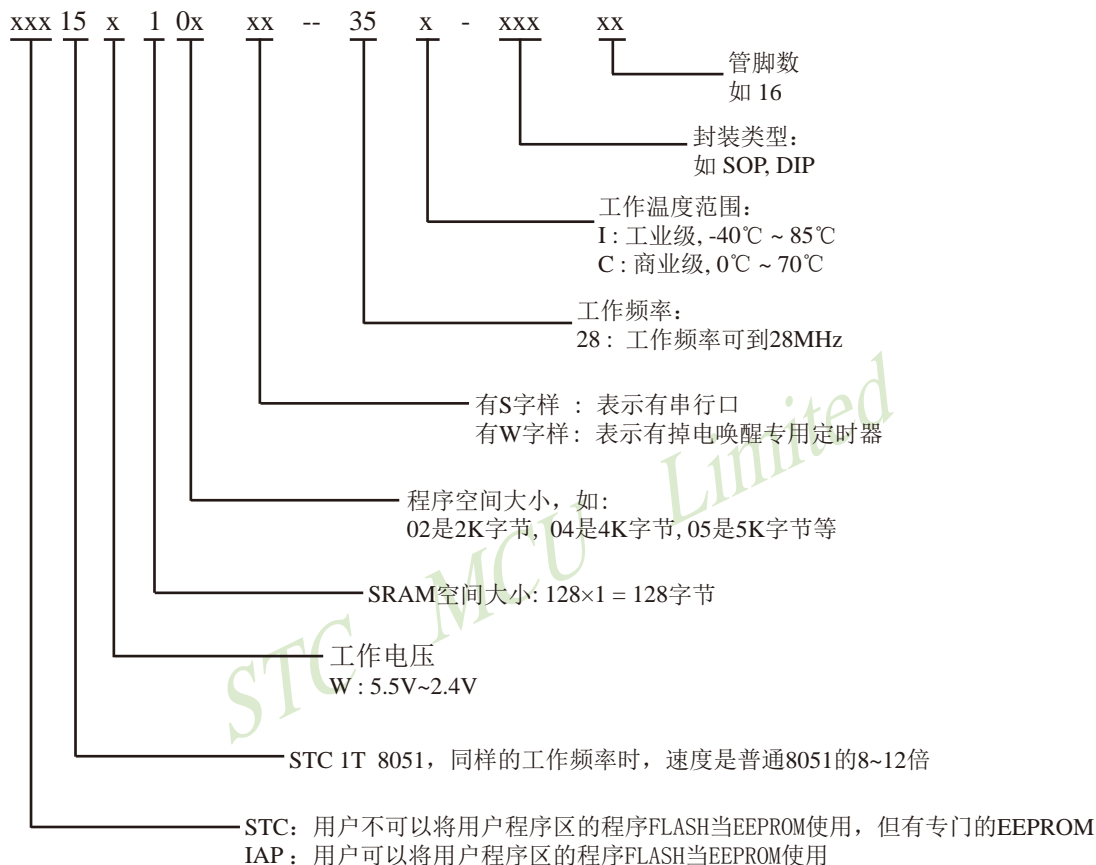 xxx 15 x 1 0x xx -- 35 x - xxx xx
管脚数
如 16
封装类型：
如 SOP, DIP
工作温度范围：
I : 工业级, -40℃ ~ 85℃
C : 商业级, 0℃ ~ 70℃
工作频率：
28 : 工作频率可到28MHz
有S字样 : 表示有串行口
有W字样: 表示有掉电唤醒专用定时器
程序空间大小，如:
02是2K字节, 04是4K字节, 05是5K字节等
SRAM空间大小: 128×1 = 128字节
工作电压
W : 5.5V~2.4V
STC 1T 8051，同样的工作频率时，速度是普通8051的8~12倍
STC：用户不可以将用户程序区的程序FLASH当EEPROM使用，但有专门的EEPROM
IAP：用户可以将用户程序区的程序FLASH当EEPROM使用
STC MCU Limited